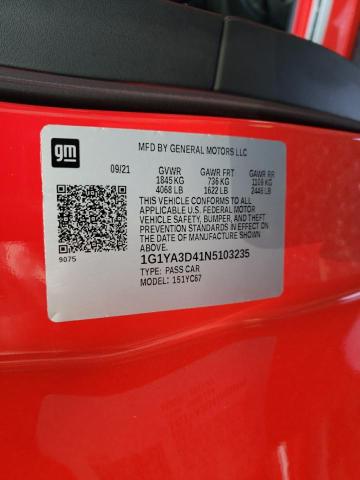 gm
MFD BY GENERAL MOTORS LLC
09/21 GVWR GAWR FRT GAWR RR
1845 KG 736 KG 1109 KG
4068 LB 1622 LB 2446 LB
THIS VEHICLE CONFORMS TO ALL
APPLICABLE U.S. FEDERAL MOTOR
VEHICLE SAFETY, BUMPER, AND THEFT
PREVENTION STANDARDS IN EFFECT ON
THE DATE OF MANUFACTURE SHOWN
ABOVE.
9075
1G1YA3D41N5103235
TYPE: PASS CAR
MODEL: 151YC67